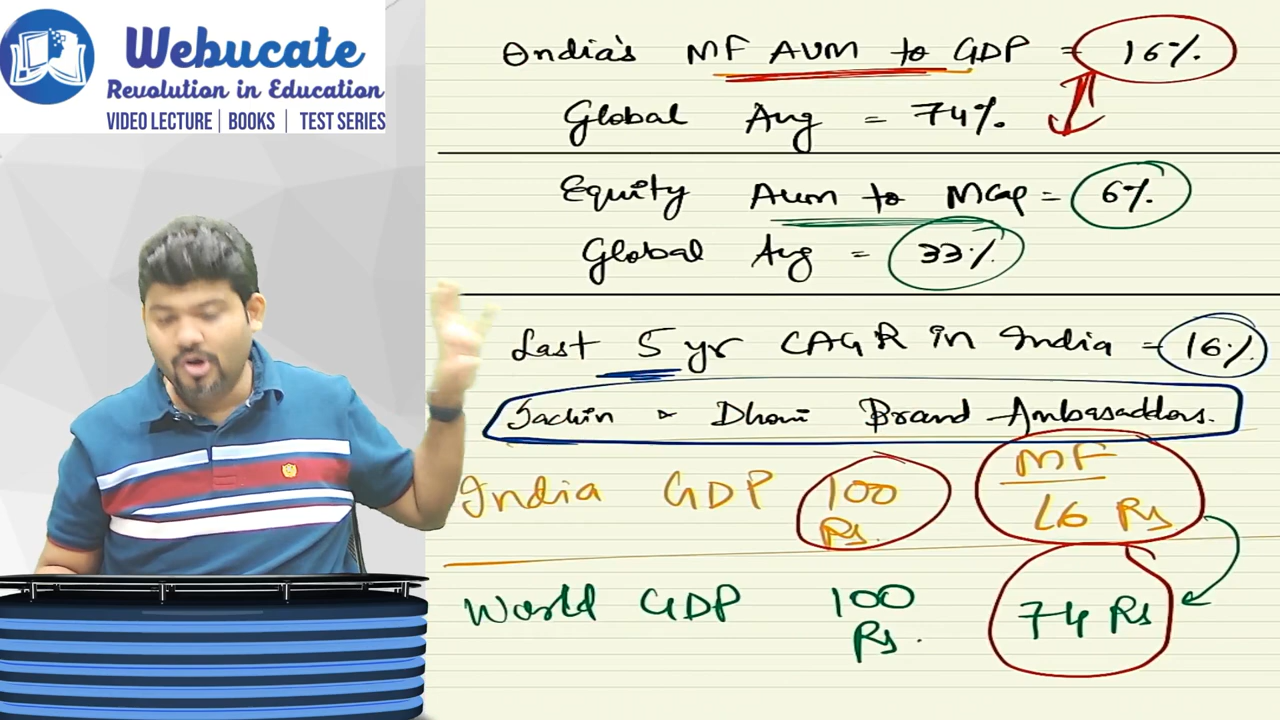 Webucate
Revolution in Education
VIDEO LECTURE | BOOKS | TEST SERIES
India's MF AUM to GDP = 16%.
Global Avg = 74%.
Equity Aum to MCap = 6%.
Global Avg = 33%.
Last 5 yr CAGR in India = 16%.
Sachin & Dhoni Brand Ambasaddors.
India GDP 100 Rs. MF 16 Rs
World GDP 100 Rs. 74 Rs